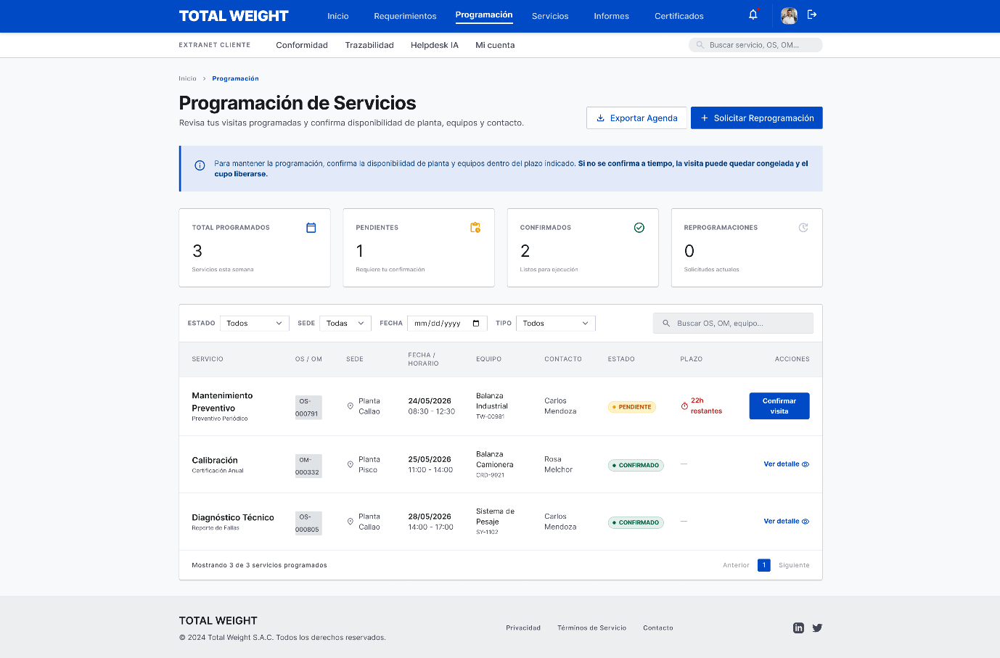 TOTAL WEIGHT
Inicio
Requerimientos
Programación
Servicios
Informes
Certificados
EXTRANET CLIENTE
Conformidad
Trazabilidad
Helpdesk IA
Mi cuenta
Buscar servicio, OS, OM...
Inicio > Programación
Programación de Servicios
Revisa tus visitas programadas y confirma disponibilidad de planta, equipos y contacto.
Exportar Agenda
+ Solicitar Reprogramación
Para mantener la programación, confirma la disponibilidad de planta y equipos dentro del plazo indicado. Si no se confirma a tiempo, la visita puede quedar congelada y el
cupo liberarse.
TOTAL PROGRAMADOS
3
Servicios esta semana
PENDIENTES
1
Requiere tu confirmación
CONFIRMADOS
2
Listos para ejecución
REPROGRAMACIONES
0
Solicitudes actuales
ESTADO
Todos
SEDE
Todas
FECHA
mm/dd/yyyy
TIPO
Todos
Buscar OS, OM, equipo...
SERVICIO
OS / OM
SEDE
FECHA /
HORARIO
EQUIPO
CONTACTO
ESTADO
PLAZO
ACCIONES
Mantenimiento
Preventivo
Preventivo Periódico
OS-
000791
Planta
Callao
24/05/2026
08:30 - 12:30
Balanza
Industrial
TW-00981
Carlos
Mendoza
PENDIENTE
22h
restantes
Confirmar
visita
Calibración
Certificación Anual
OM-
000332
Planta
Pisco
25/05/2026
11:00 - 14:00
Balanza
Camionera
CRD-9921
Rosa
Melchor
CONFIRMADO
—
Ver detalle
Diagnóstico Técnico
Reporte de Fallas
OS-
000805
Planta
Callao
28/05/2026
14:00 - 17:00
Sistema de
Pesaje
SY-1102
Carlos
Mendoza
CONFIRMADO
—
Ver detalle
Mostrando 3 de 3 servicios programados
Anterior
1
Siguiente
TOTAL WEIGHT
© 2024 Total Weight S.A.C. Todos los derechos reservados.
Privacidad
Términos de Servicio
Contacto
in